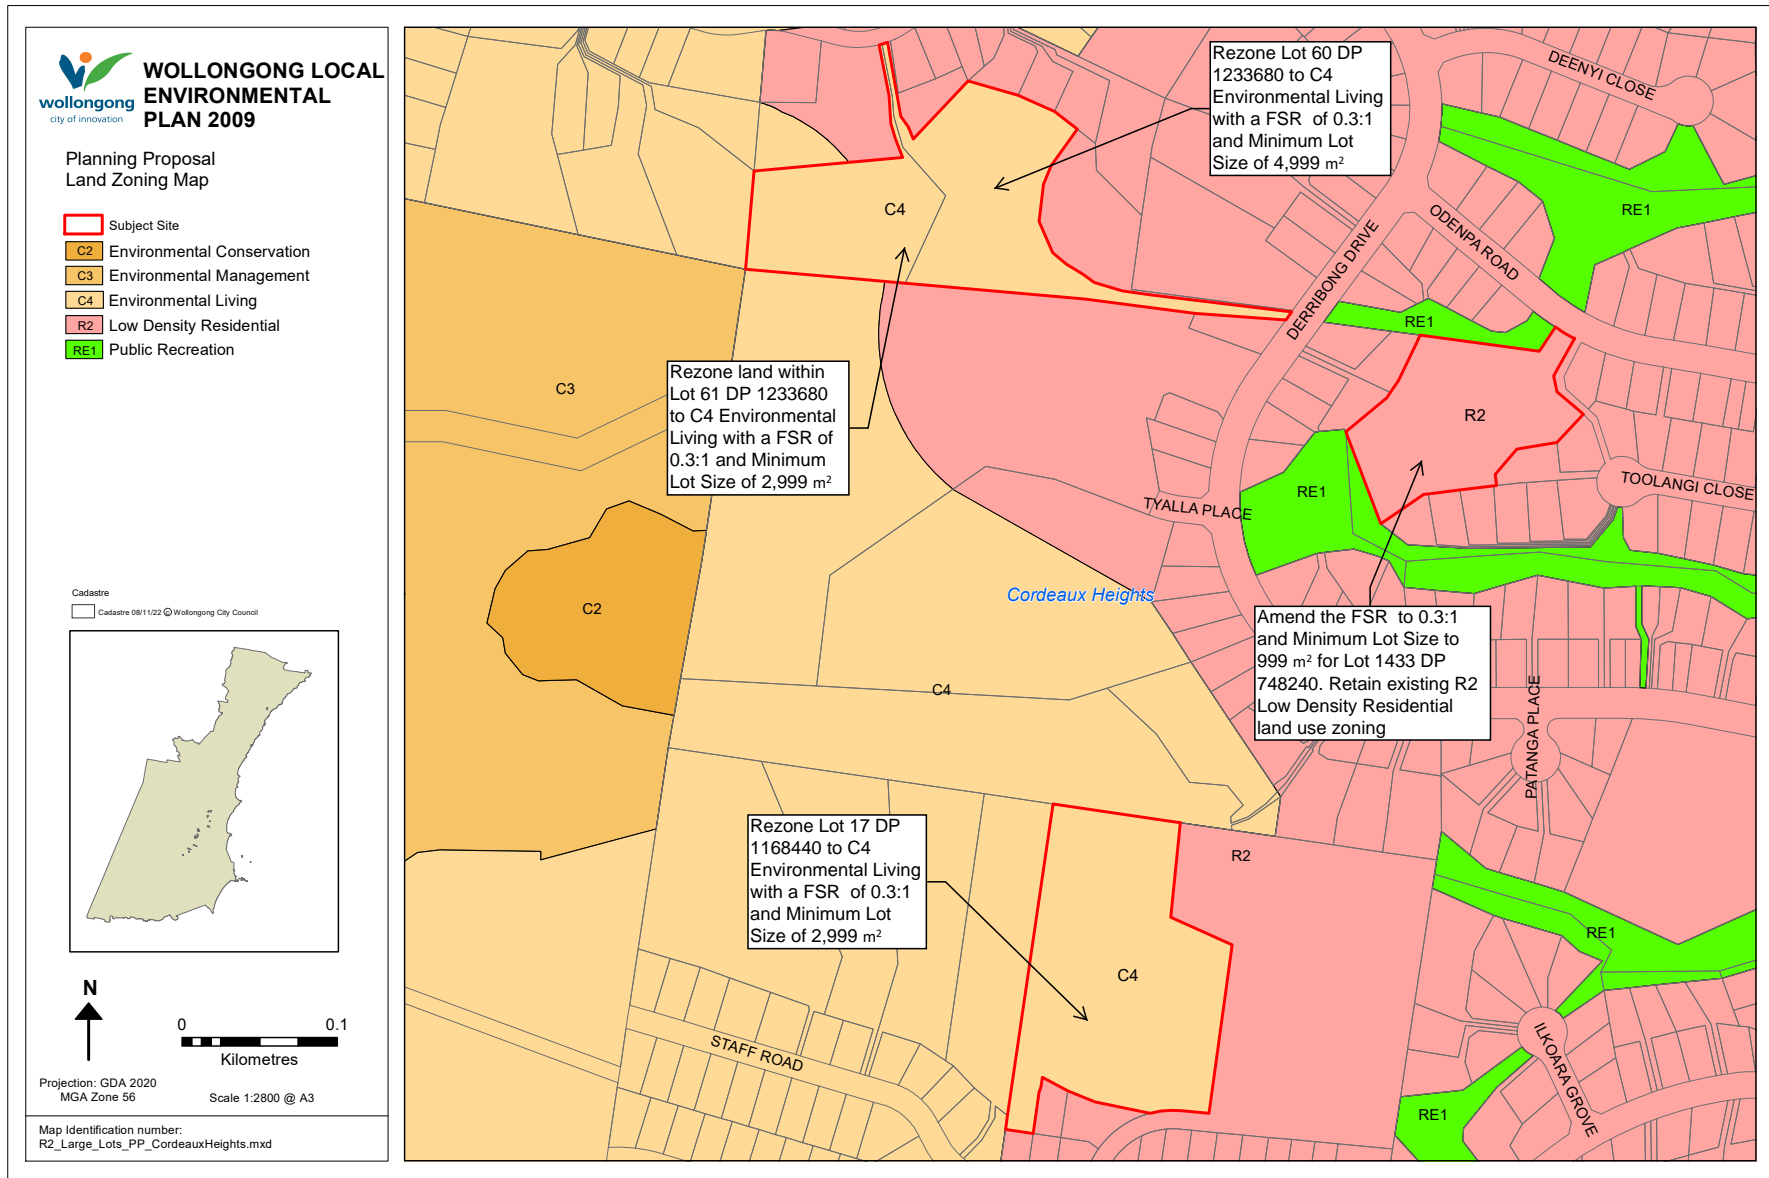 wollongong
city of innovation
WOLLONGONG LOCAL
ENVIRONMENTAL
PLAN 2009
Planning Proposal
Land Zoning Map
Subject Site
C2 Environmental Conservation
C3 Environmental Management
C4 Environmental Living
R2 Low Density Residential
RE1 Public Recreation
Cadastre
Cadastre 08/11/22 © Wollongong City Council
N
0 0.1
Kilometres
Projection: GDA 2020
MGA Zone 56
Scale 1:2800 @ A3
Map Identification number:
R2_Large_Lots_PP_CordeauxHeights.mxd
Rezone Lot 60 DP
1233680 to C4
Environmental Living
with a FSR of 0.3:1
and Minimum Lot
Size of 4,999 m²
DEENYI CLOSE
C4
RE1
ODENPA ROAD
DERRIBONG DRIVE
RE1
Rezone land within
Lot 61 DP 1233680
to C4 Environmental
Living with a FSR of
0.3:1 and Minimum
Lot Size of 2,999 m²
C3
R2
RE1
TOOLANGI CLOSE
TYALLA PLACE
C2
Cordeaux Heights
Amend the FSR to 0.3:1
and Minimum Lot Size to
999 m² for Lot 1433 DP
748240. Retain existing R2
Low Density Residential
land use zoning
C4
PATANGA PLACE
Rezone Lot 17 DP
1168440 to C4
Environmental Living
with a FSR of 0.3:1
and Minimum Lot
Size of 2,999 m²
R2
RE1
C4
STAFF ROAD
ILKOARA GROVE
RE1